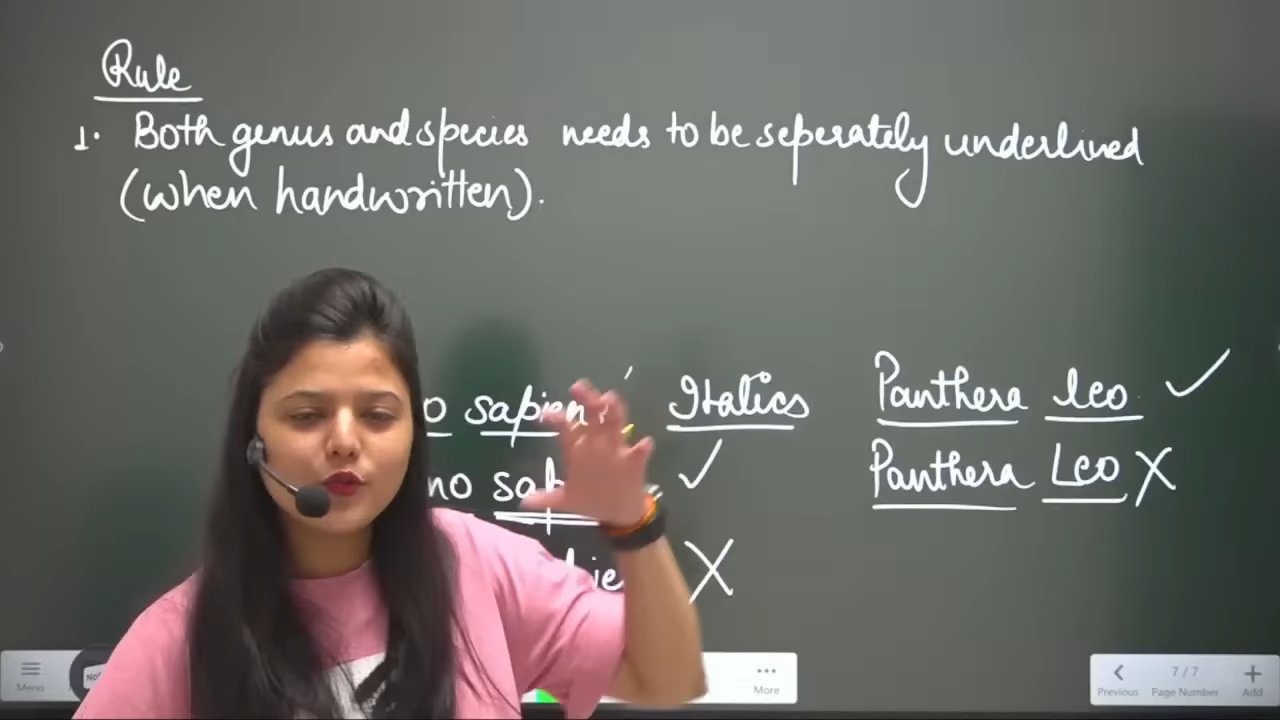 Rule
1. Both genus and species needs to be seperately underlined
(when handwritten).
Italics
Panthera leo ✓
✓
Panthera Leo X
X
Menu
More
Previous
7/7
Page Number
Add